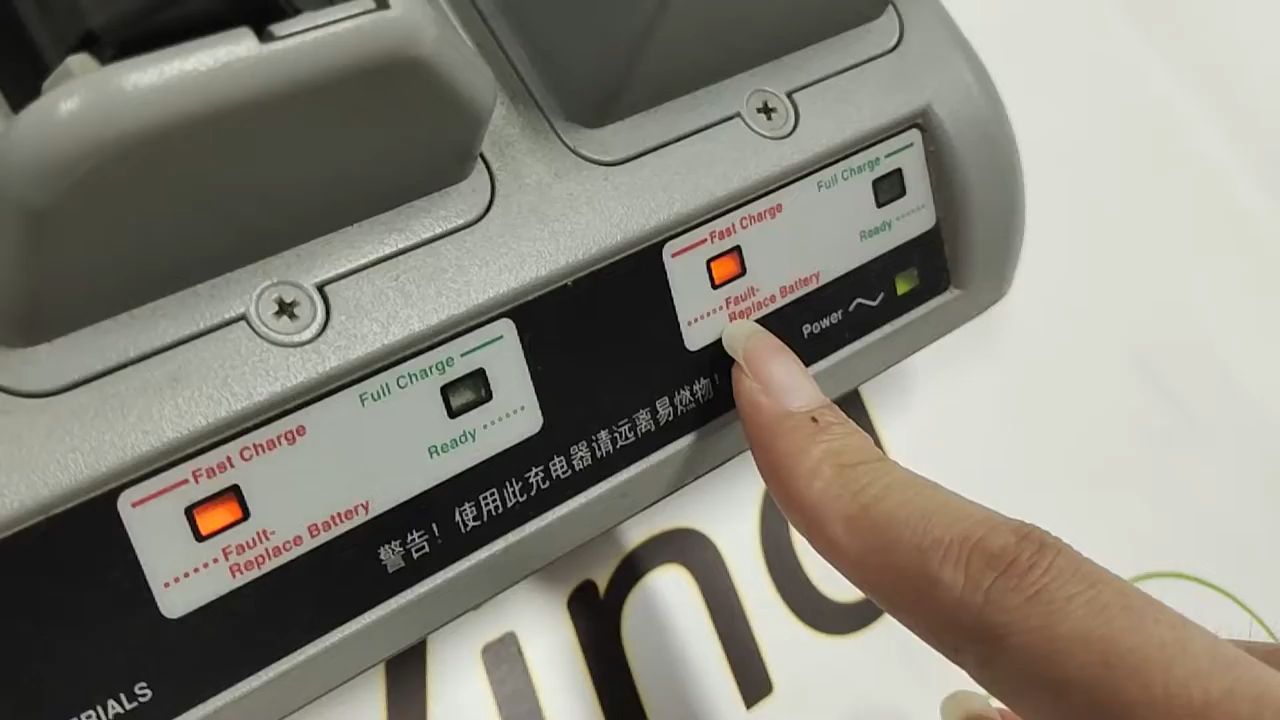 Full Charge
Fast Charge
Ready
Fault-
Replace Battery
Power
Full Charge
Fast Charge
Ready
Fault-
Replace Battery
警告！使用此充电器请远离易燃物！
RIALS